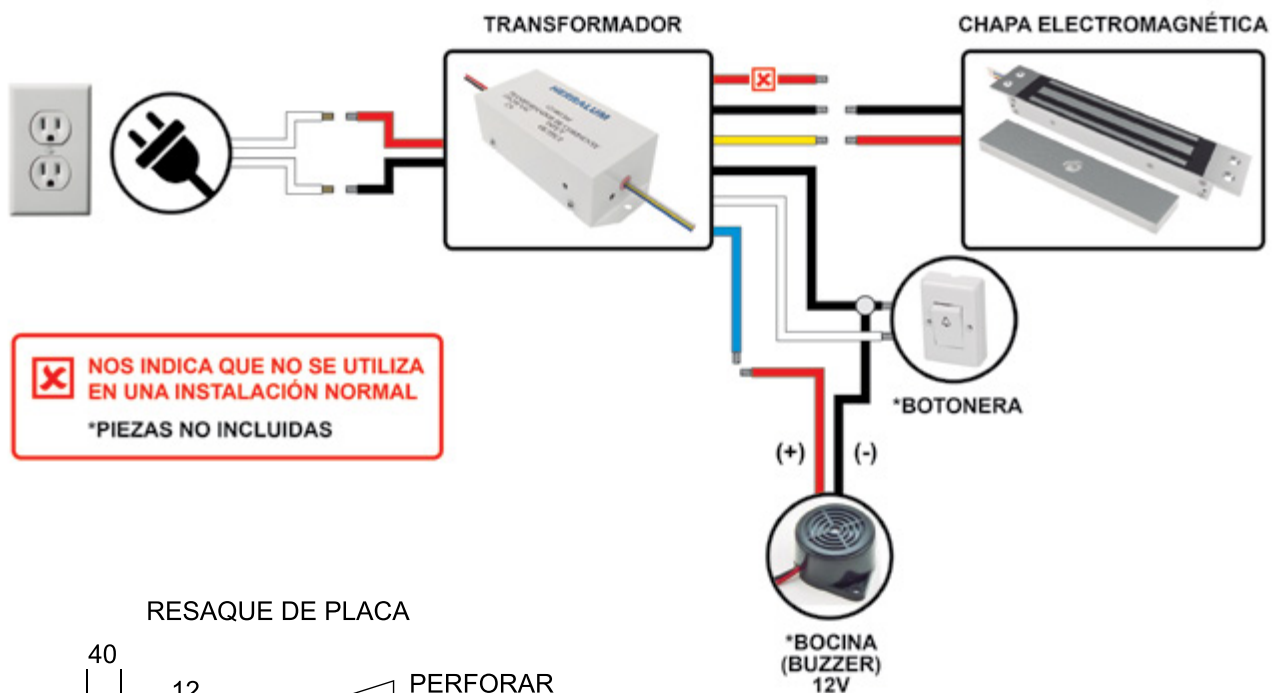 TRANSFORMADOR
CHAPA ELECTROMAGNÉTICA
HERRALUM
NOS INDICA QUE NO SE UTILIZA
EN UNA INSTALACIÓN NORMAL
*PIEZAS NO INCLUIDAS
*BOTONERA
(+)
(-)
*BOCINA
(BUZZER)
12V
RESAQUE DE PLACA
40
12
PERFORAR